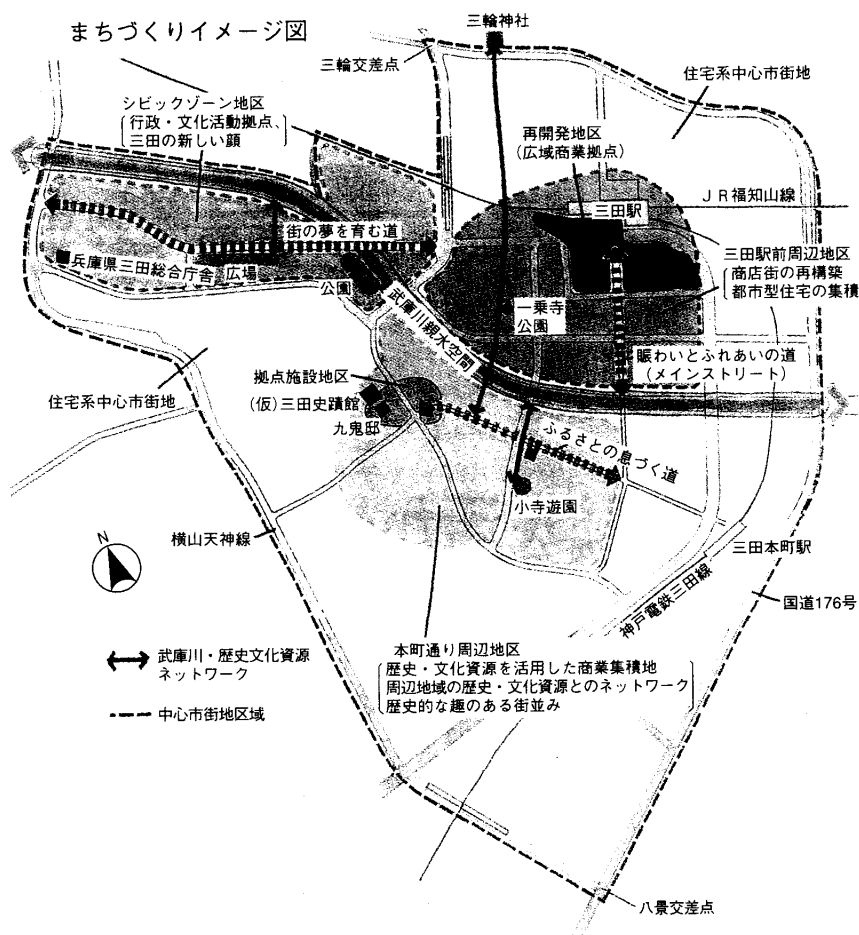 まちづくりイメージ図
三輪神社
三輪交差点
住宅系中心市街地
シビックゾーン地区
行政・文化活動拠点、
三田の新しい顔
再開発地区
(広域商業拠点)
JR福知山線
三田駅
街の夢を育む道
三田駅前周辺地区
商店街の再構築
都市型住宅の集積
兵庫県三田総合庁舎
広場
公園
武庫川親水空間
一乗寺
公園
賑わいとふれあいの道
(メインストリート)
拠点施設地区
(仮)三田史蹟館
九鬼邸
住宅系中心市街地
ふるさとの息づく道
小寺遊園
横山天神線
N
三田本町駅
神戸電鉄三田線
国道176号
本町通り周辺地区
歴史・文化資源を活用した商業集積地
周辺地域の歴史・文化資源とのネットワーク
歴史的な趣のある街並み
武庫川・歴史文化資源
ネットワーク
中心市街地区域
八景交差点